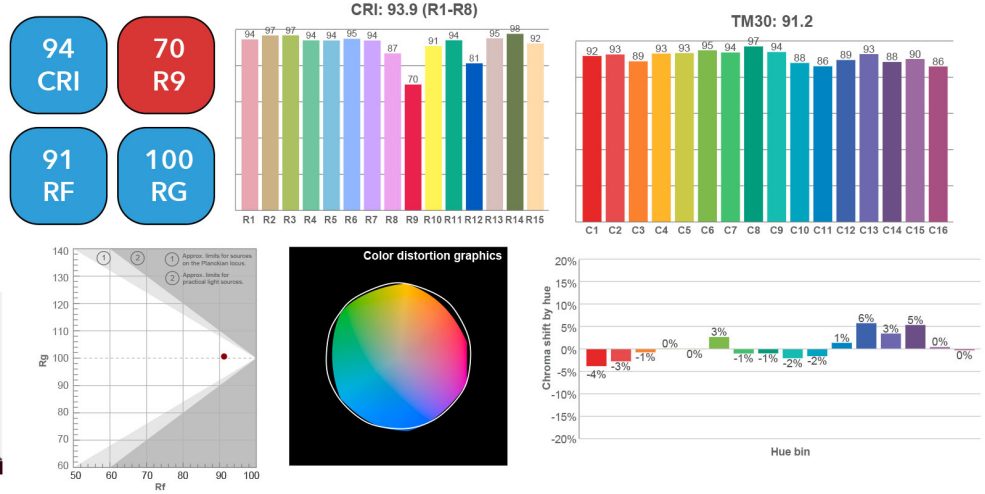 94
CRI
70
R9
91
RF
100
RG
CRI: 93.9 (R1-R8)
94 97 97 94 94 95 94 87 70 91 94 81 95 98 92
R1 R2 R3 R4 R5 R6 R7 R8 R9 R10 R11 R12 R13 R14 R15
TM30: 91.2
92 93 89 93 93 95 94 97 94 88 86 89 93 88 90 86
C1 C2 C3 C4 C5 C6 C7 C8 C9 C10 C11 C12 C13 C14 C15 C16
140
130
120
110
100
90
80
70
60
Rg
50 60 70 80 90 100
Rf
1 2
1 Approx. limits for sources
on the Planckian locus.
2 Approx. limits for
practical light sources.
Color distortion graphics
20%
15%
10%
5%
0%
-5%
-10%
-15%
-20%
Chroma shift by hue
-4% -3% -1% 0% 0% 3% -1% -1% -2% -2% 1% 6% 3% 5% 0% 0%
Hue bin